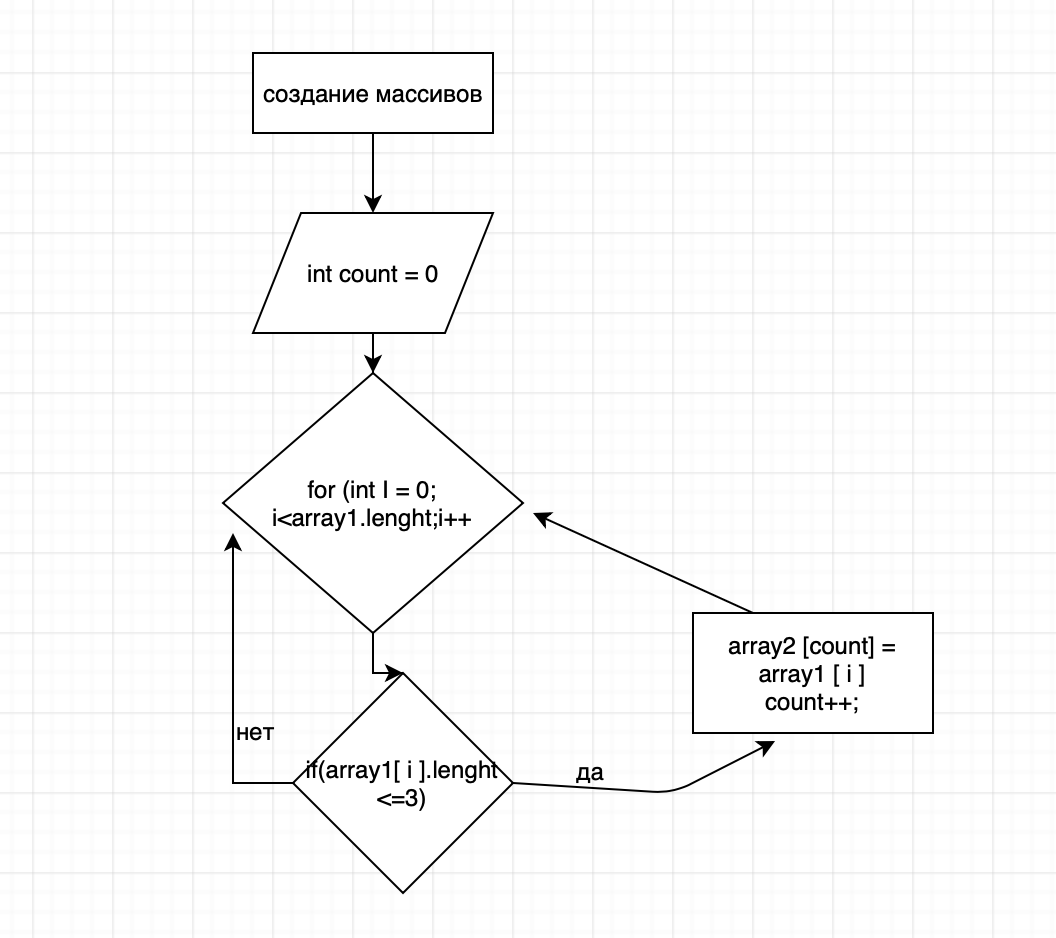 создание массивов
int count = 0
for (int I = 0;
i<array1.lenght;i++
array2 [count] =
array1 [ i ]
count++;
нет
if(array1[ i ].lenght
<=3)
да